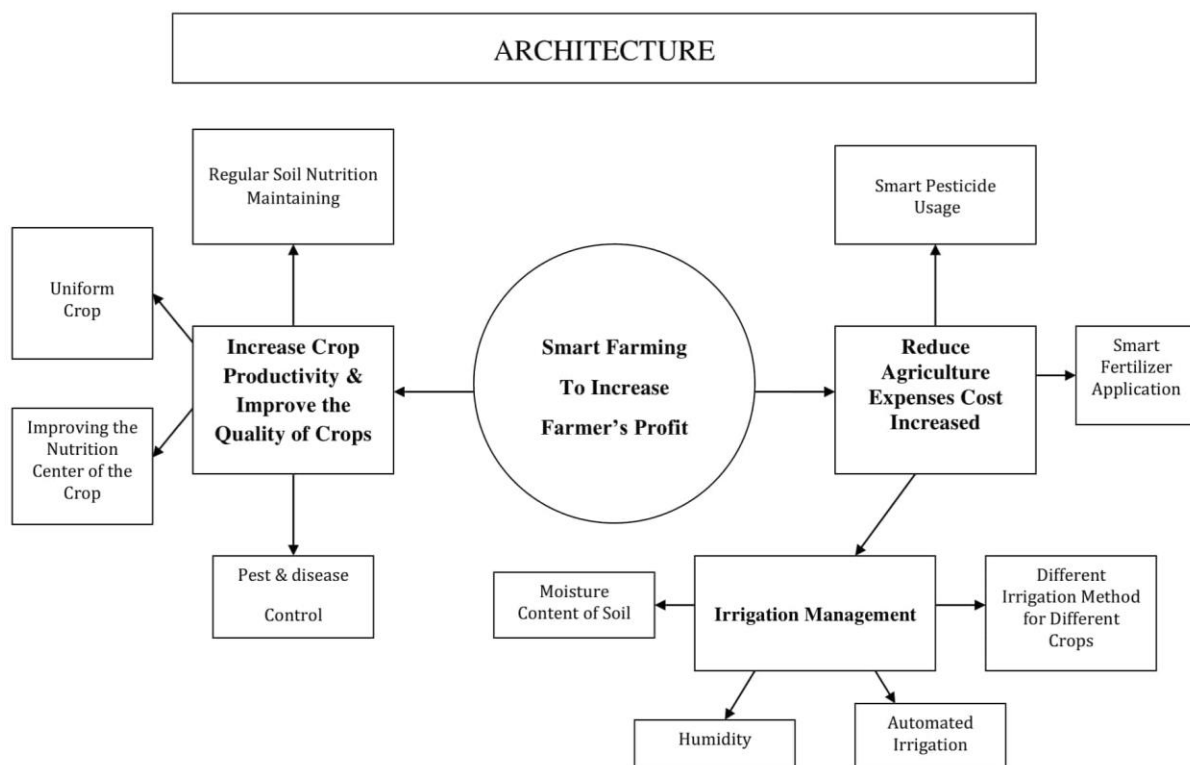 ARCHITECTURE
Regular Soil Nutrition
Maintaining
Smart Pesticide
Usage
Uniform
Crop
Increase Crop
Productivity &
Improve the
Quality of Crops
Smart Farming
To Increase
Farmer’s Profit
Reduce
Agriculture
Expenses Cost
Increased
Smart
Fertilizer
Application
Improving the
Nutrition
Center of the
Crop
Pest & disease
Control
Moisture
Content of Soil
Irrigation Management
Different
Irrigation Method
for Different
Crops
Humidity
Automated
Irrigation